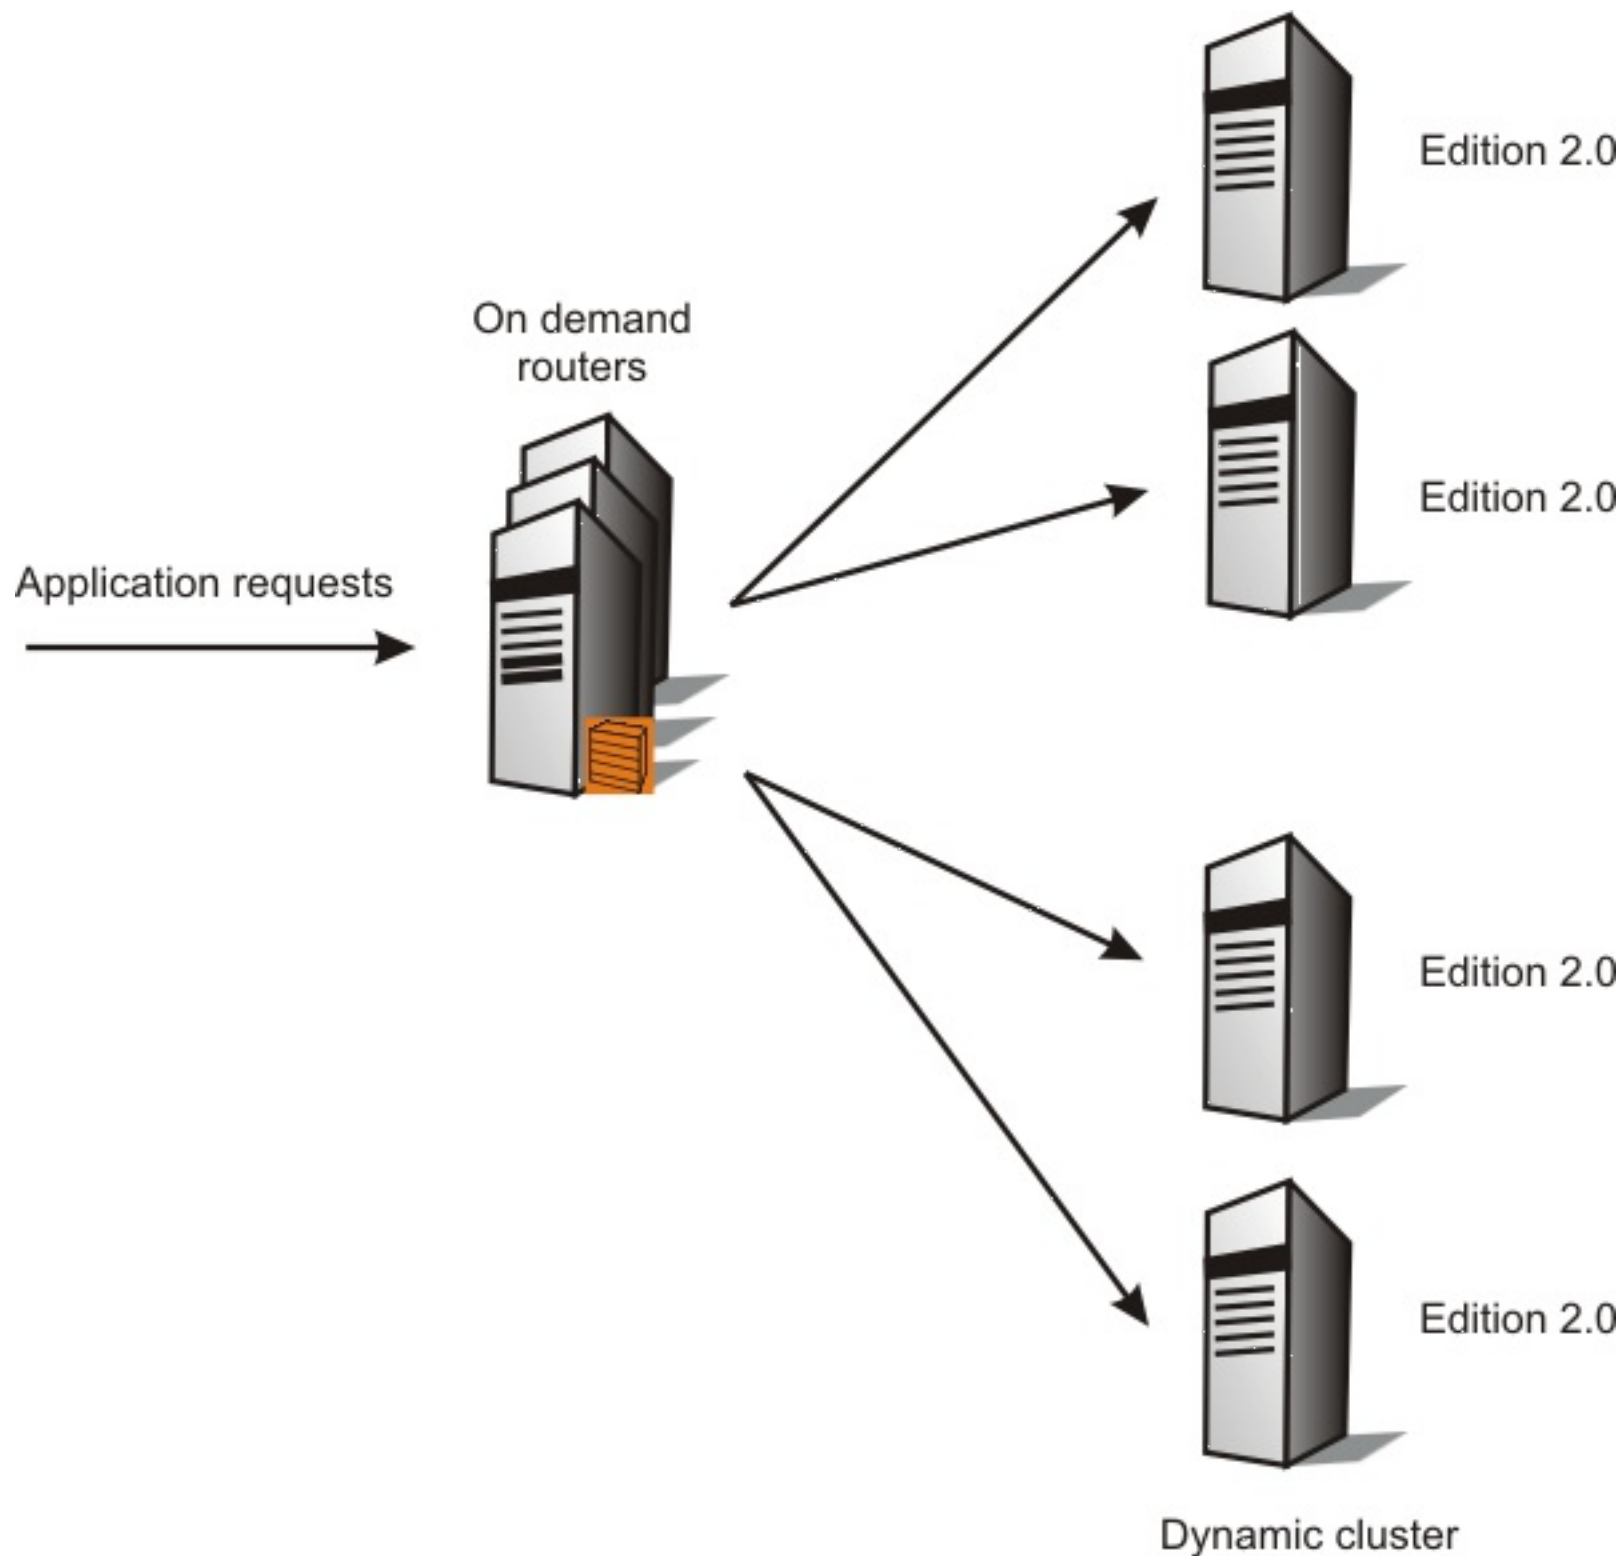 Edition 2.0
On demand
routers
Edition 2.0
Application requests
Edition 2.0
Edition 2.0
Dynamic cluster